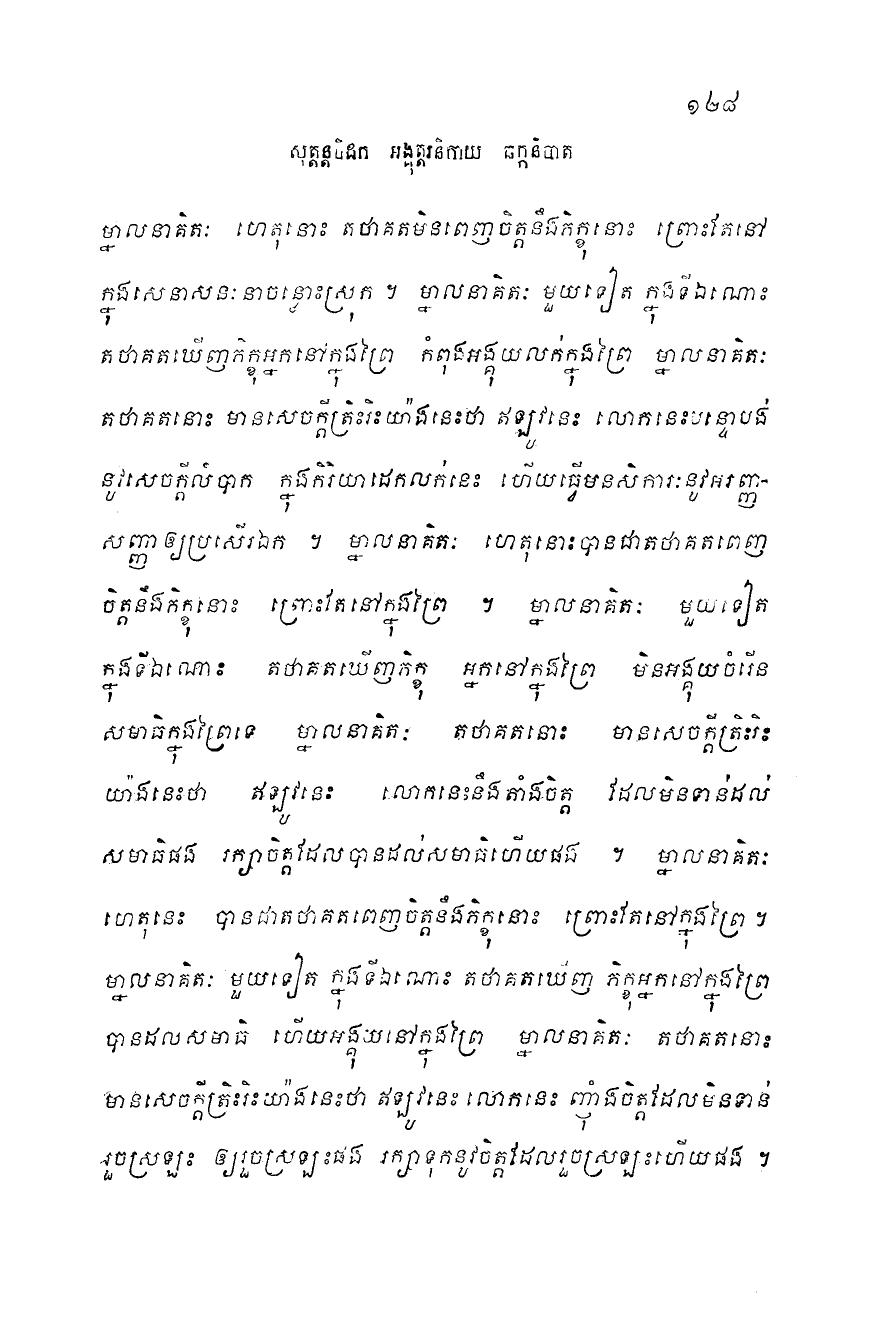 ១២៨
សុត្តន្តបិដក អង្គុត្តរនិកាយ ឆក្កនិបាត
ម្នាលនាគិតៈ ហេតុនោះ តថាគតមិនពេញចិត្តនឹងភិក្ខុនោះ ព្រោះតែនៅ
ក្នុងសេនាសនៈនាចន្លោះស្រុក ។ ម្នាលនាគិតៈ មួយទៀត ក្នុងទីឯណោះ
តថាគតឃើញភិក្ខុអ្នកនៅក្នុងព្រៃ កំពុងអង្គុយលក់ក្នុងព្រៃ ម្នាលនាគិតៈ
តថាគតនោះ មានសេចក្តីត្រិះរិះយ៉ាងនេះថា ឥឡូវនេះ លោកនេះបន្ទោបង់
នូវសេចក្តីលំបាក ក្នុងកិរិយាដេកលក់នេះ ហើយធ្វើមនសិការៈនូវអរញ្ញ-
សញ្ញាឲ្យប្រសើរឯក ។ ម្នាលនាគិតៈ ហេតុនោះបានជាតថាគតពេញ
ចិត្តនឹងភិក្ខុនោះ ព្រោះតែនៅក្នុងព្រៃ ។ ម្នាលនាគិតៈ មួយទៀត
ក្នុងទីឯណោះ តថាគតឃើញភិក្ខុ អ្នកនៅក្នុងព្រៃ មិនអង្គុយចំរើន
សមាធិក្នុងព្រៃទេ ម្នាលនាគិតៈ តថាគតនោះ មានសេចក្តីត្រិះរិះ
យ៉ាងនេះថា ឥឡូវនេះ លោកនេះនឹងតាំងចិត្ត ដែលមិនទាន់ដល់
សមាធិផង រក្សាចិត្តដែលបានដល់សមាធិហើយផង ។ ម្នាលនាគិតៈ
ហេតុនេះ បានជាតថាគតពេញចិត្តនឹងភិក្ខុនោះ ព្រោះតែនៅក្នុងព្រៃ ។
ម្នាលនាគិតៈ មួយទៀត ក្នុងទីឯណោះ តថាគតឃើញ ភិក្ខុអ្នកនៅក្នុងព្រៃ
បានដលសមាធិ ហើយអង្គុយនៅក្នុងព្រៃ ម្នាលនាគិតៈ តថាគតនោះ
មានសេចក្តីត្រិះរិះយ៉ាងនេះថា ឥឡូវនេះ លោកនេះ ញុំាងចិត្តដែលមិនទាន់
រួចស្រឡះ ឲ្យរួចស្រឡះផង រក្សាទុកនូវចិត្តដែលរួចស្រឡះហើយផង ។